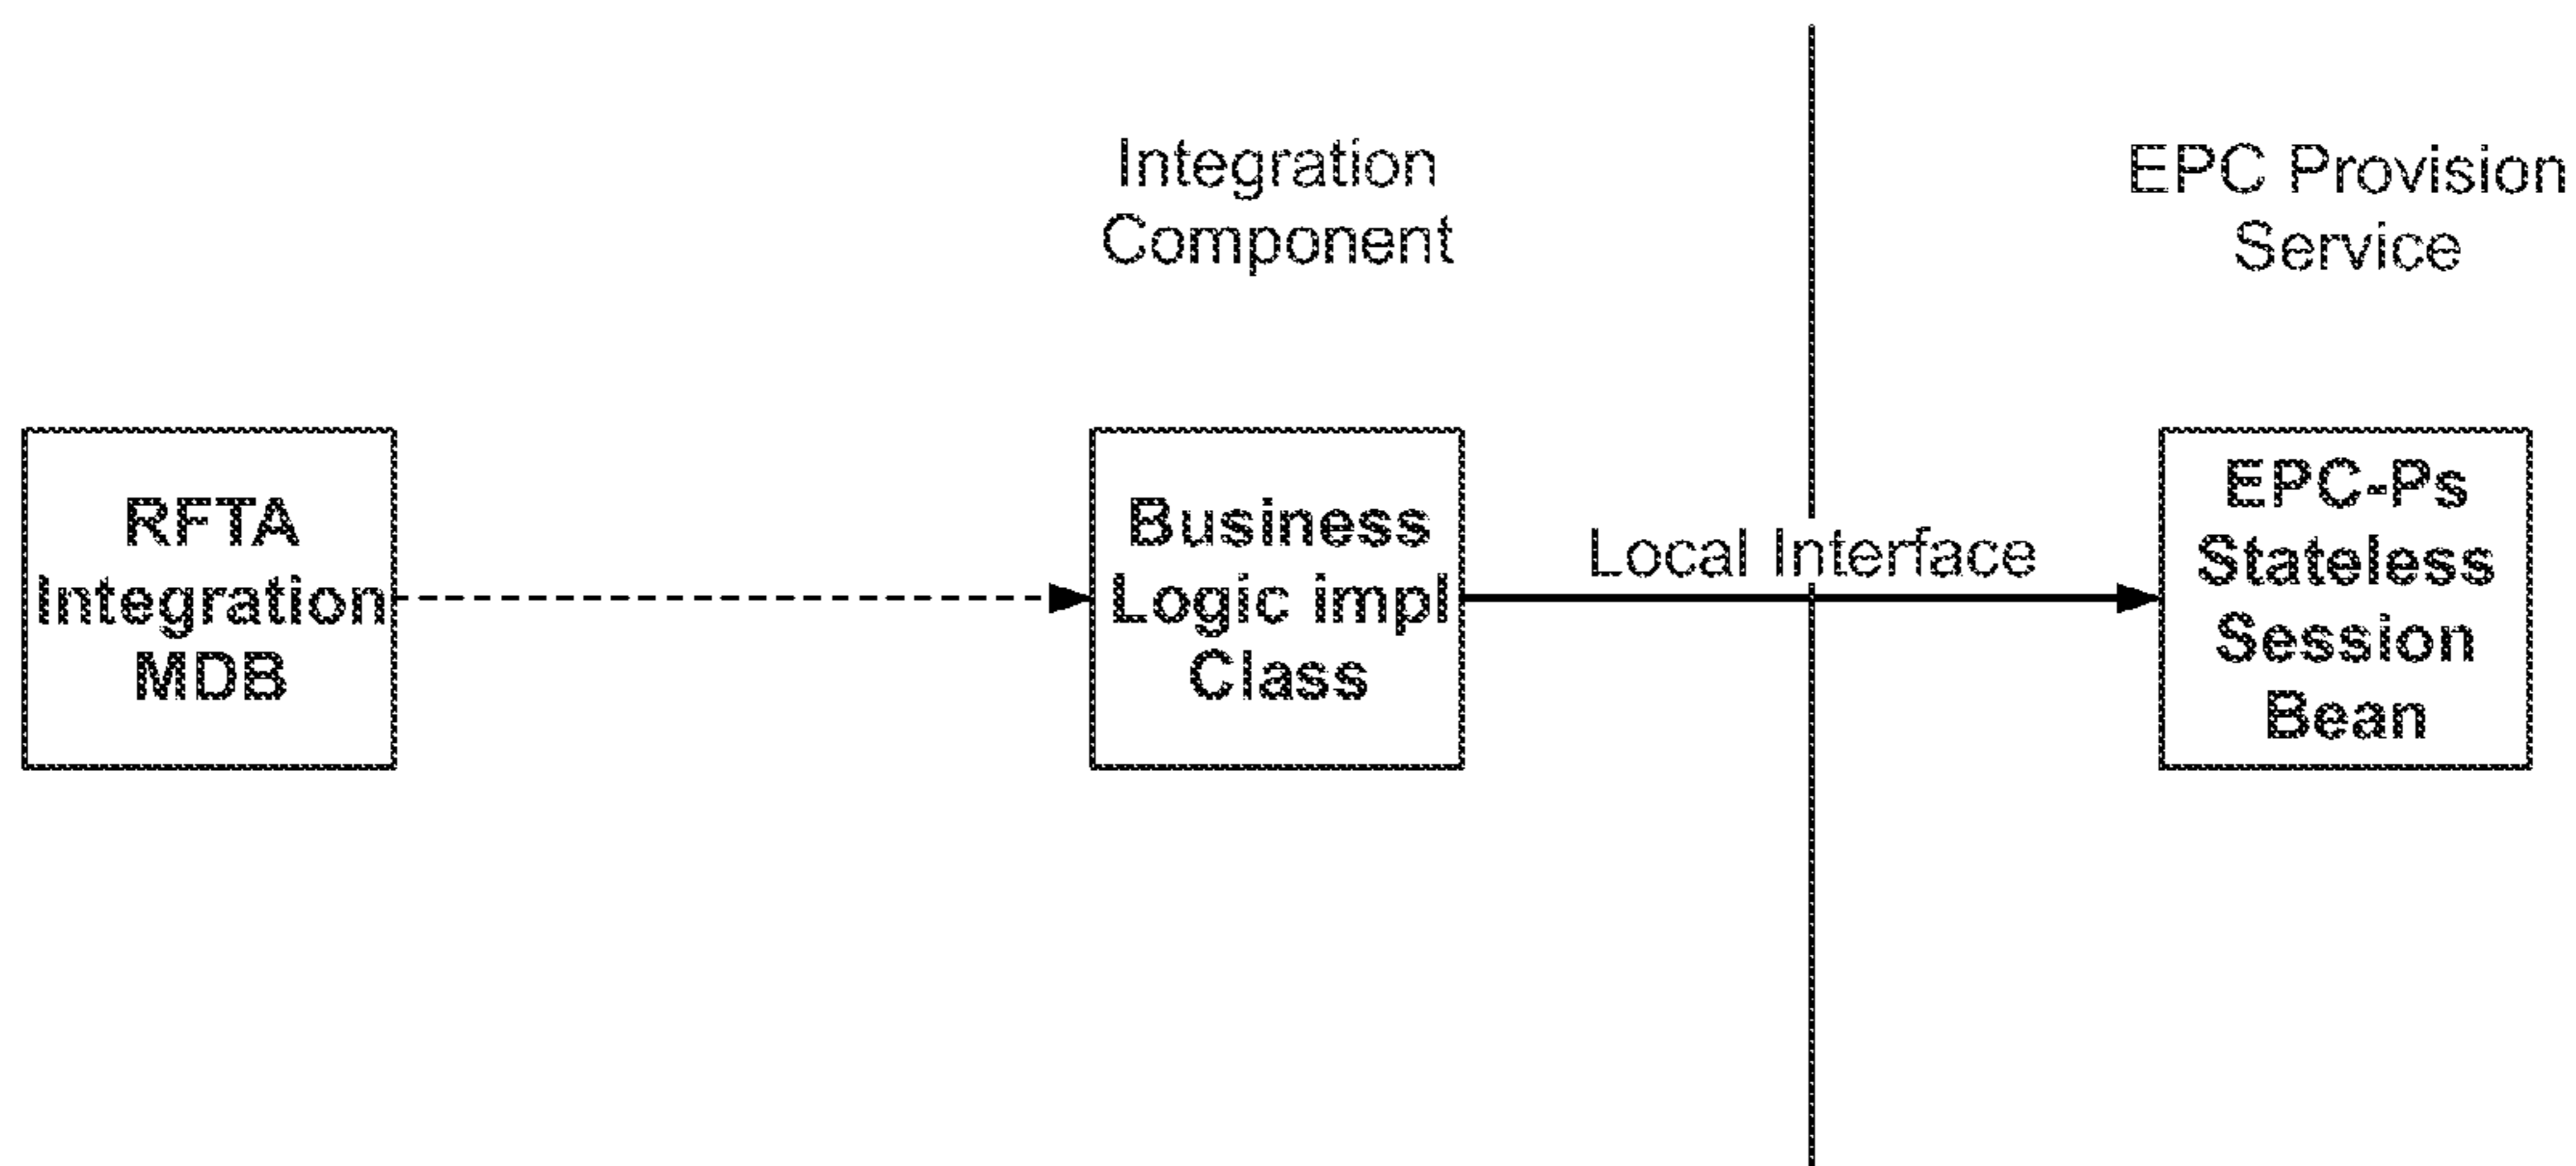 Integration
Component
EPC Provision
Service
RFTA
Integration
MDB
Business
Logic impl
Class
Local Interface
EPC-Ps
Stateless
Session
Bean